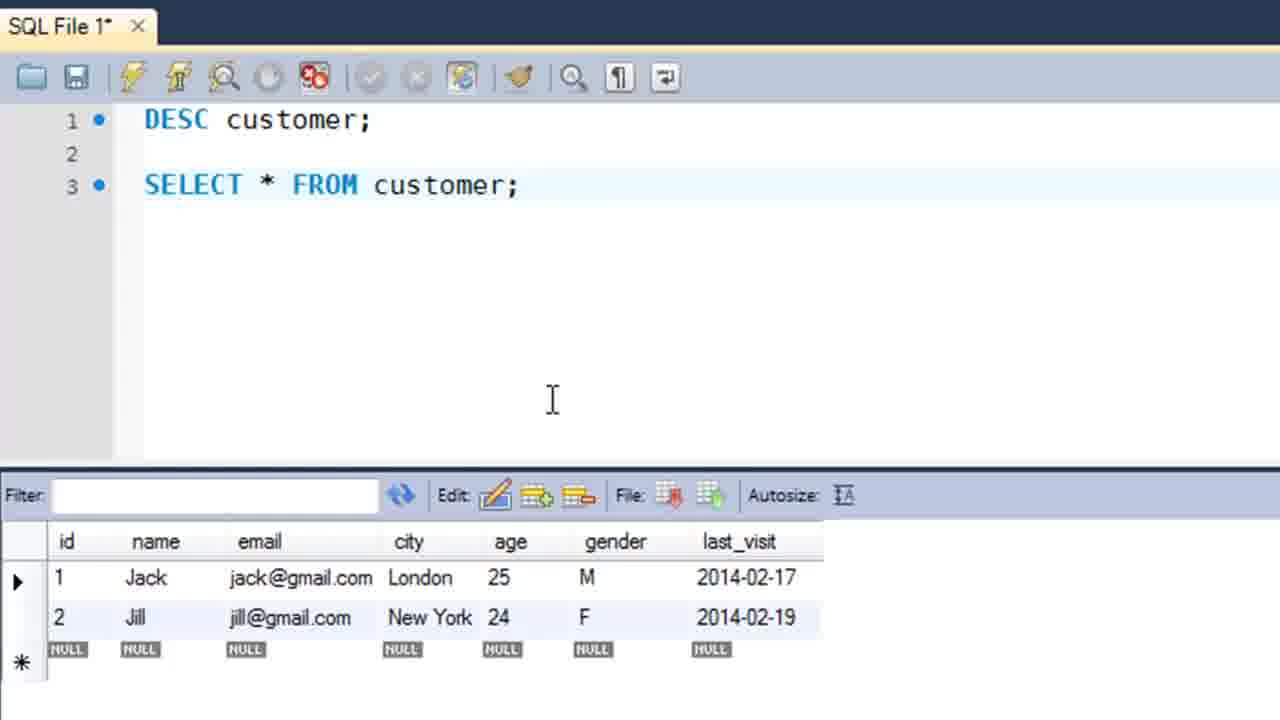 SQL File 1*
1 DESC customer;
2
3 SELECT * FROM customer;
Filter: Edit: File: Autosize:
id name email city age gender last_visit
1 Jack jack@gmail.com London 25 M 2014-02-17
2 Jill jill@gmail.com New York 24 F 2014-02-19
NULL NULL NULL NULL NULL NULL NULL